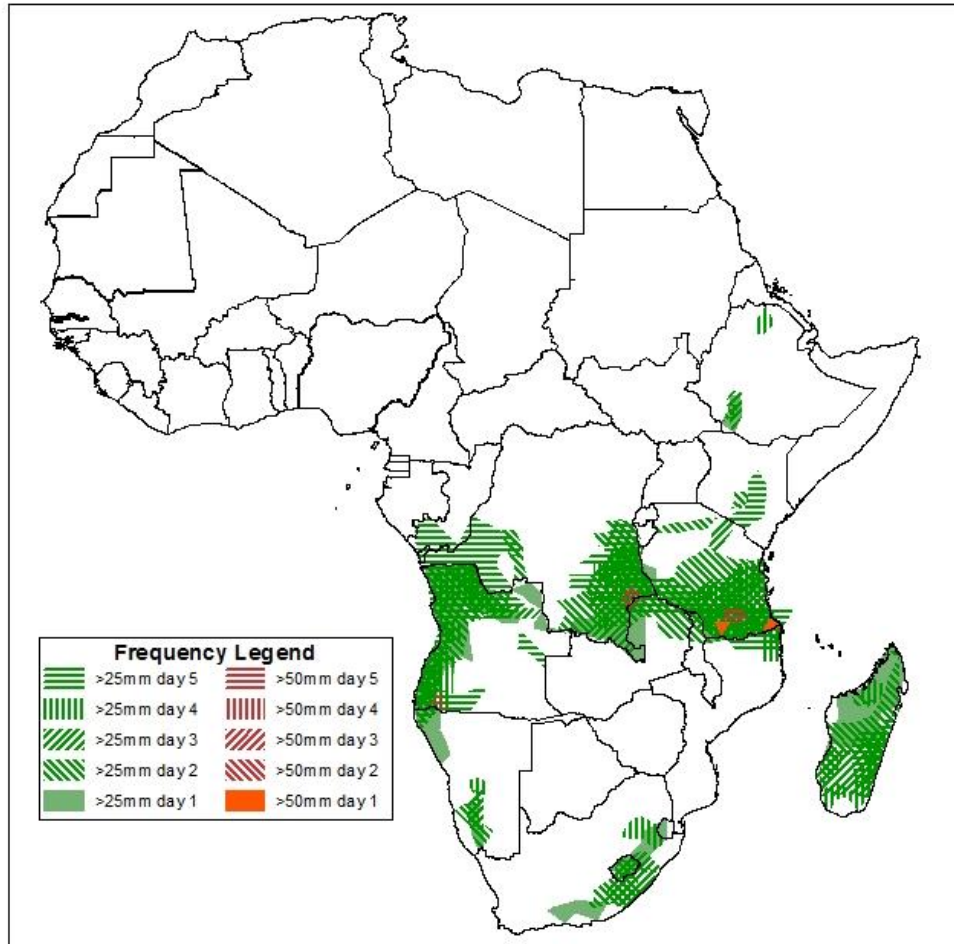 Frequency Legend
>25mm day 5 >50mm day 5
>25mm day 4 >50mm day 4
>25mm day 3 >50mm day 3
>25mm day 2 >50mm day 2
>25mm day 1 >50mm day 1